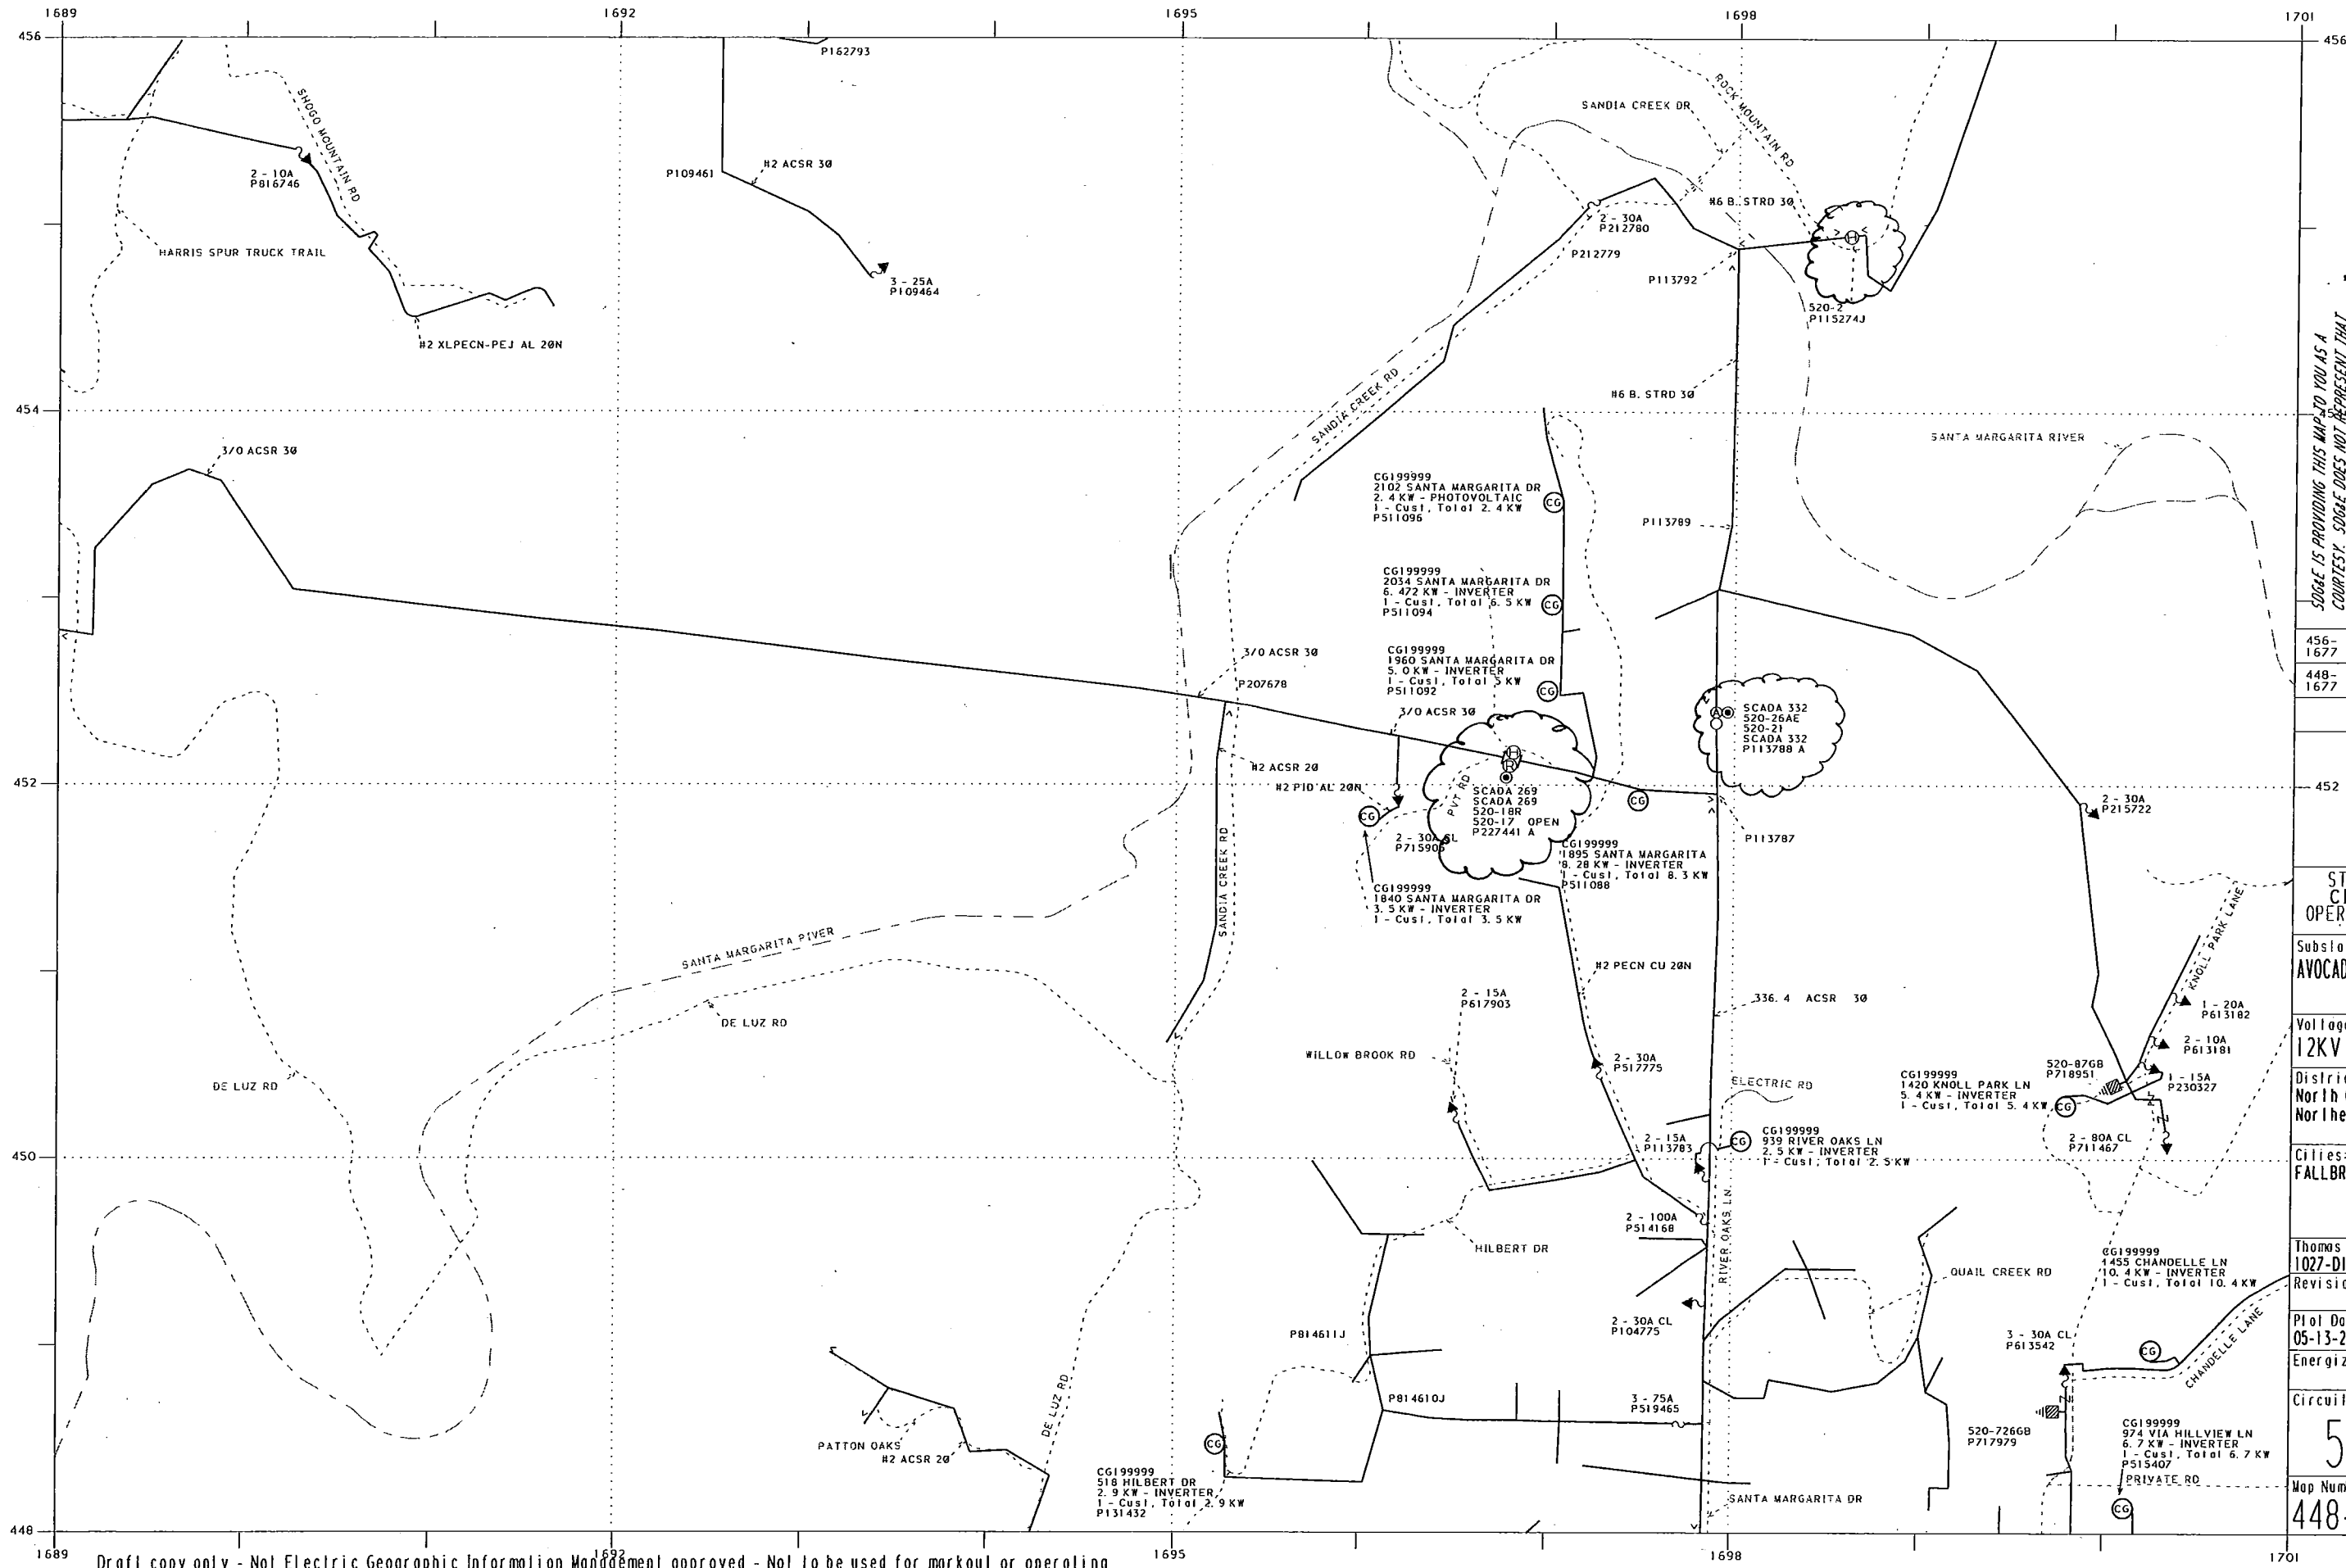 1689
1692
1695
1698
1701
456
456
P162793
SHOGO MOUNTAIN RD
2 - 10A
P816746
HARRIS SPUR TRUCK TRAIL
#2 XLPECN-PEJ AL 20N
P109461
#2 ACSR 30
3 - 25A
P109464
SANDIA CREEK DR
ROCK MOUNTAIN RD
#6 B. STRD 30
2 - 30A
P212780
P212779
P113792
520-2
P115274J
#6 B. STRD 30
SANDIA CREEK RD
SDG&E IS PROVIDING THIS MAP TO YOU AS A
COURTESY. SDG&E DOES NOT REPRESENT THAT
454
3/0 ACSR 30
SANTA MARGARITA RIVER
CG199999
2102 SANTA MARGARITA DR
2.4 KW - PHOTOVOLTAIC
1 - Cust, Total 2.4 KW
P511096
CG
P113789
CG199999
2034 SANTA MARGARITA DR
6.472 KW - INVERTER
1 - Cust, Total 6.5 KW
P511094
CG
456-
1677
448-
1677
3/0 ACSR 30
P207678
CG199999
1960 SANTA MARGARITA DR
5.0 KW - INVERTER
1 - Cust, Total 5 KW
P511092
CG
3/0 ACSR 30
SCADA 332
520-26AE
520-21
SCADA 332
P113788 A
#2 ACSR 20
#2 PID AL 20N
PVT RD
H
R
SCADA 269
SCADA 269
520-18R
520-17 OPEN
P227441 A
CG
452
452
2 - 30A
P215722
CG
2 - 30A CL
P113787
CG199999
1895 SANTA MARGARITA
8.28 KW - INVERTER
1 - Cust, Total 8.3 KW
P511088
CG199999
1840 SANTA MARGARITA DR
3.5 KW - INVERTER
1 - Cust, Total 3.5 KW
SANDIA CREEK RD
SANTA MARGARITA RIVER
DE LUZ RD
DE LUZ RD
#2 PECN CU 20N
2 - 15A
P617903
336.4 ACSR 30
KNOLL PARK LANE
1 - 20A
P613182
2 - 10A
P613181
WILLOW BROOK RD
2 - 30A
P517775
ELECTRIC RD
520-87GB
P718951
1 - 15A
P230327
CG199999
1420 KNOLL PARK LN
5.4 KW - INVERTER
1 - Cust, Total 5.4 KW
CG
12KV
450
2 - 15A
P113783
CG
CG199999
939 RIVER OAKS LN
2.5 KW - INVERTER
1 - Cust, Total 2.5 KW
2 - 80A CL
P711467
2 - 100A
P514168
HILBERT DR
RIVER OAKS LN
QUAIL CREEK RD
CG199999
1455 CHANDELLE LN
10.4 KW - INVERTER
1 - Cust, Total 10.4 KW
P814611J
2 - 30A CL
P104775
3 - 30A CL
P613542
CG
CHANDELLE LANE
P814610J
3 - 75A
P519465
DE LUZ RD
PATTON OAKS
#2 ACSR 20
CG
CG199999
518 HILBERT DR
2.9 KW - INVERTER
1 - Cust, Total 2.9 KW
P131432
SANTA MARGARITA DR
520-726GB
P717979
CG199999
974 VIA HILLVIEW LN
6.7 KW - INVERTER
1 - Cust, Total 6.7 KW
P515407
PRIVATE RD
CG
448
1689
1692
1695
1698
1701
Draft copy only - Not Electric Geographic Information Management approved - Not to be used for markout or operating